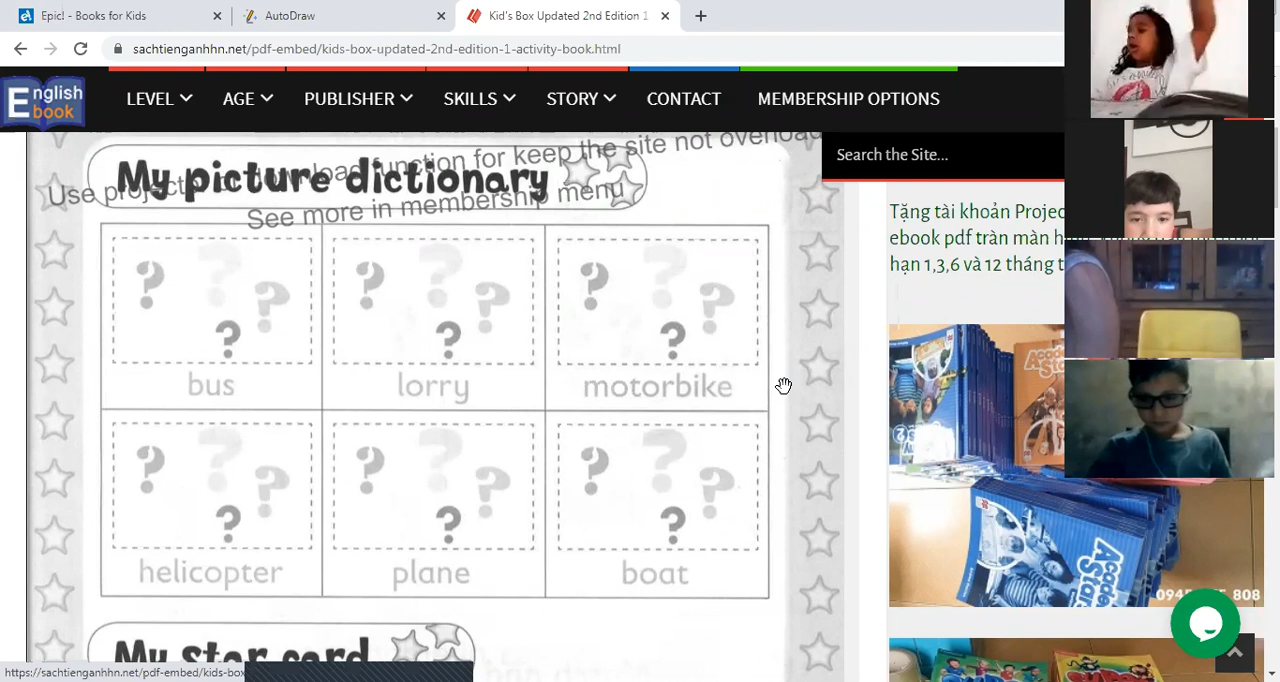 Epic! - Books for Kids
AutoDraw
Kid's Box Updated 2nd Edition 1
sachtienganhhn.net/pdf-embed/kids-box-updated-2nd-edition-1-activity-book.html
English
ebook
LEVEL AGE PUBLISHER SKILLS STORY CONTACT MEMBERSHIP OPTIONS
Search the Site...
My picture dictionary
function for keep the site not overload
See more in membership menu
? ? ? ? ? ? ? ? ? ? ? ?
bus lorry motorbike
? ? ? ? ? ? ? ? ? ? ? ?
helicopter plane boat
My star card
Tặng tài khoản Projec
ebook pdf tràn màn h
hạn 1,3,6 và 12 tháng t
Academy
Stars
808
https://sachtienganhhn.net/pdf-embed/kids-box